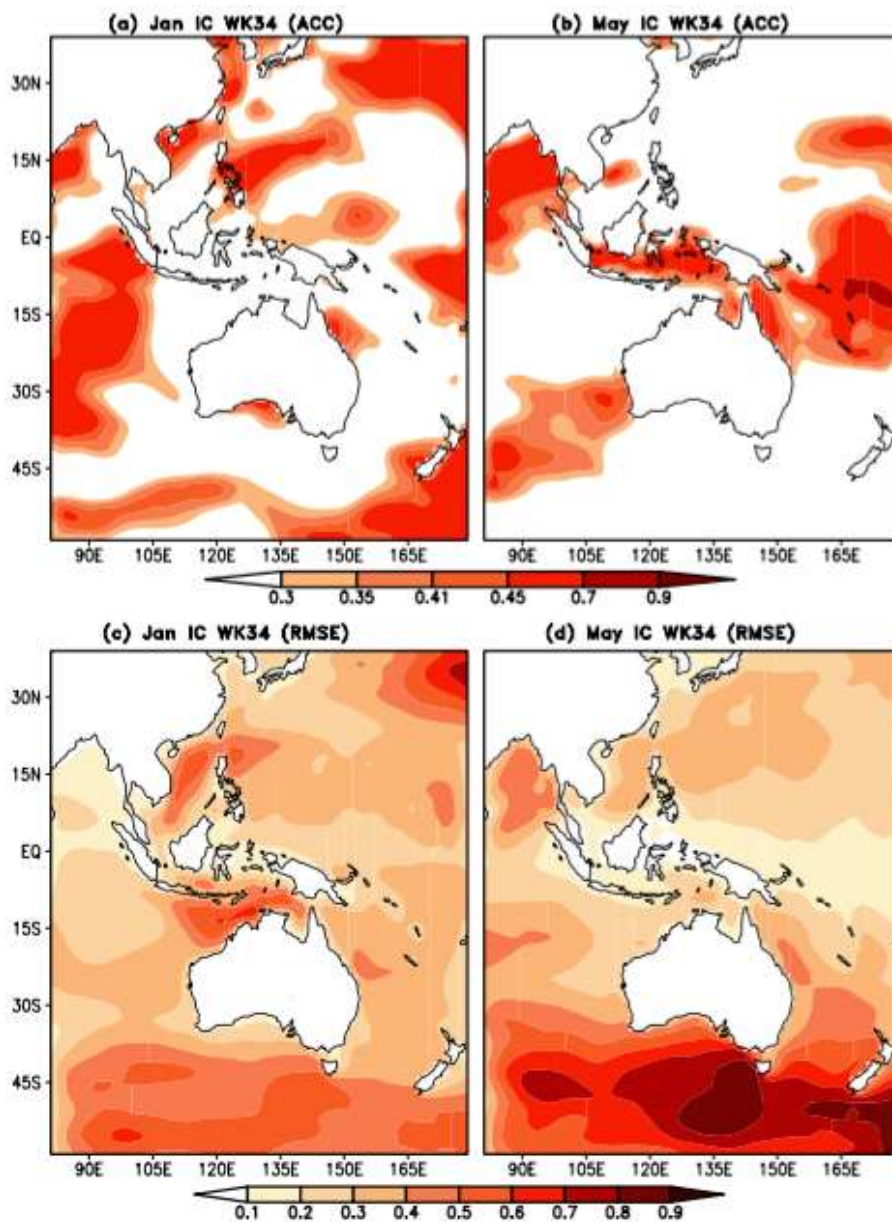 (a) Jan IC WK34 (ACC) (b) May IC WK34 (ACC)
30N
15N
EQ
15S
30S
45S
90E 105E 120E 135E 150E 165E 90E 105E 120E 135E 150E 165E
0.3 0.35 0.41 0.45 0.7 0.9
(c) Jan IC WK34 (RMSE) (d) May IC WK34 (RMSE)
30N
15N
EQ
15S
30S
45S
90E 105E 120E 135E 150E 165E 90E 105E 120E 135E 150E 165E
0.1 0.2 0.3 0.4 0.5 0.6 0.7 0.8 0.9